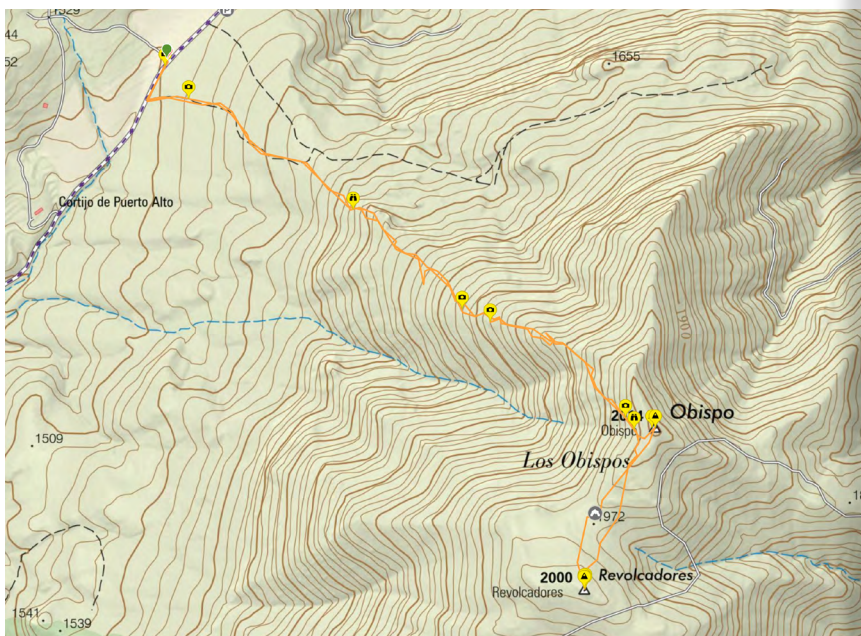 1529
44
52
1655
Cortijo de Puerto Alto
1900
Obispo
Obispo
Los Obispos
1509
1972
2000
Revolcadores
Revolcadores
1541
1539